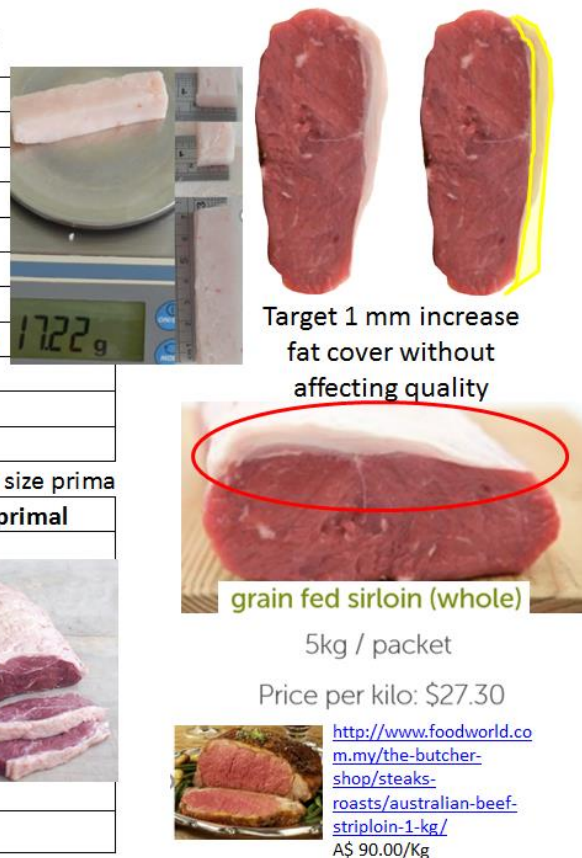 17.22 g
Target 1 mm increase
fat cover without
affecting quality
size prima
primal
grain fed sirloin (whole)
5kg / packet
Price per kilo: $27.30
http://www.foodworld.co
m.my/the-butcher-
shop/steaks-
roasts/australian-beef-
striploin-1-kg/
A$ 90.00/Kg